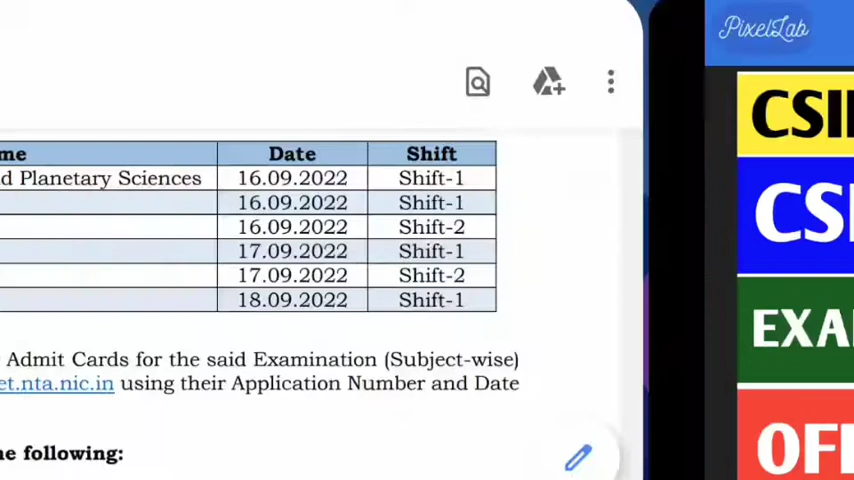 me Date Shift
d Planetary Sciences 16.09.2022 Shift-1
16.09.2022 Shift-1
16.09.2022 Shift-2
17.09.2022 Shift-1
17.09.2022 Shift-2
18.09.2022 Shift-1
Admit Cards for the said Examination (Subject-wise)
et.nta.nic.in using their Application Number and Date
ne following:
PixelLab
CSI
CSI
EXA
OF